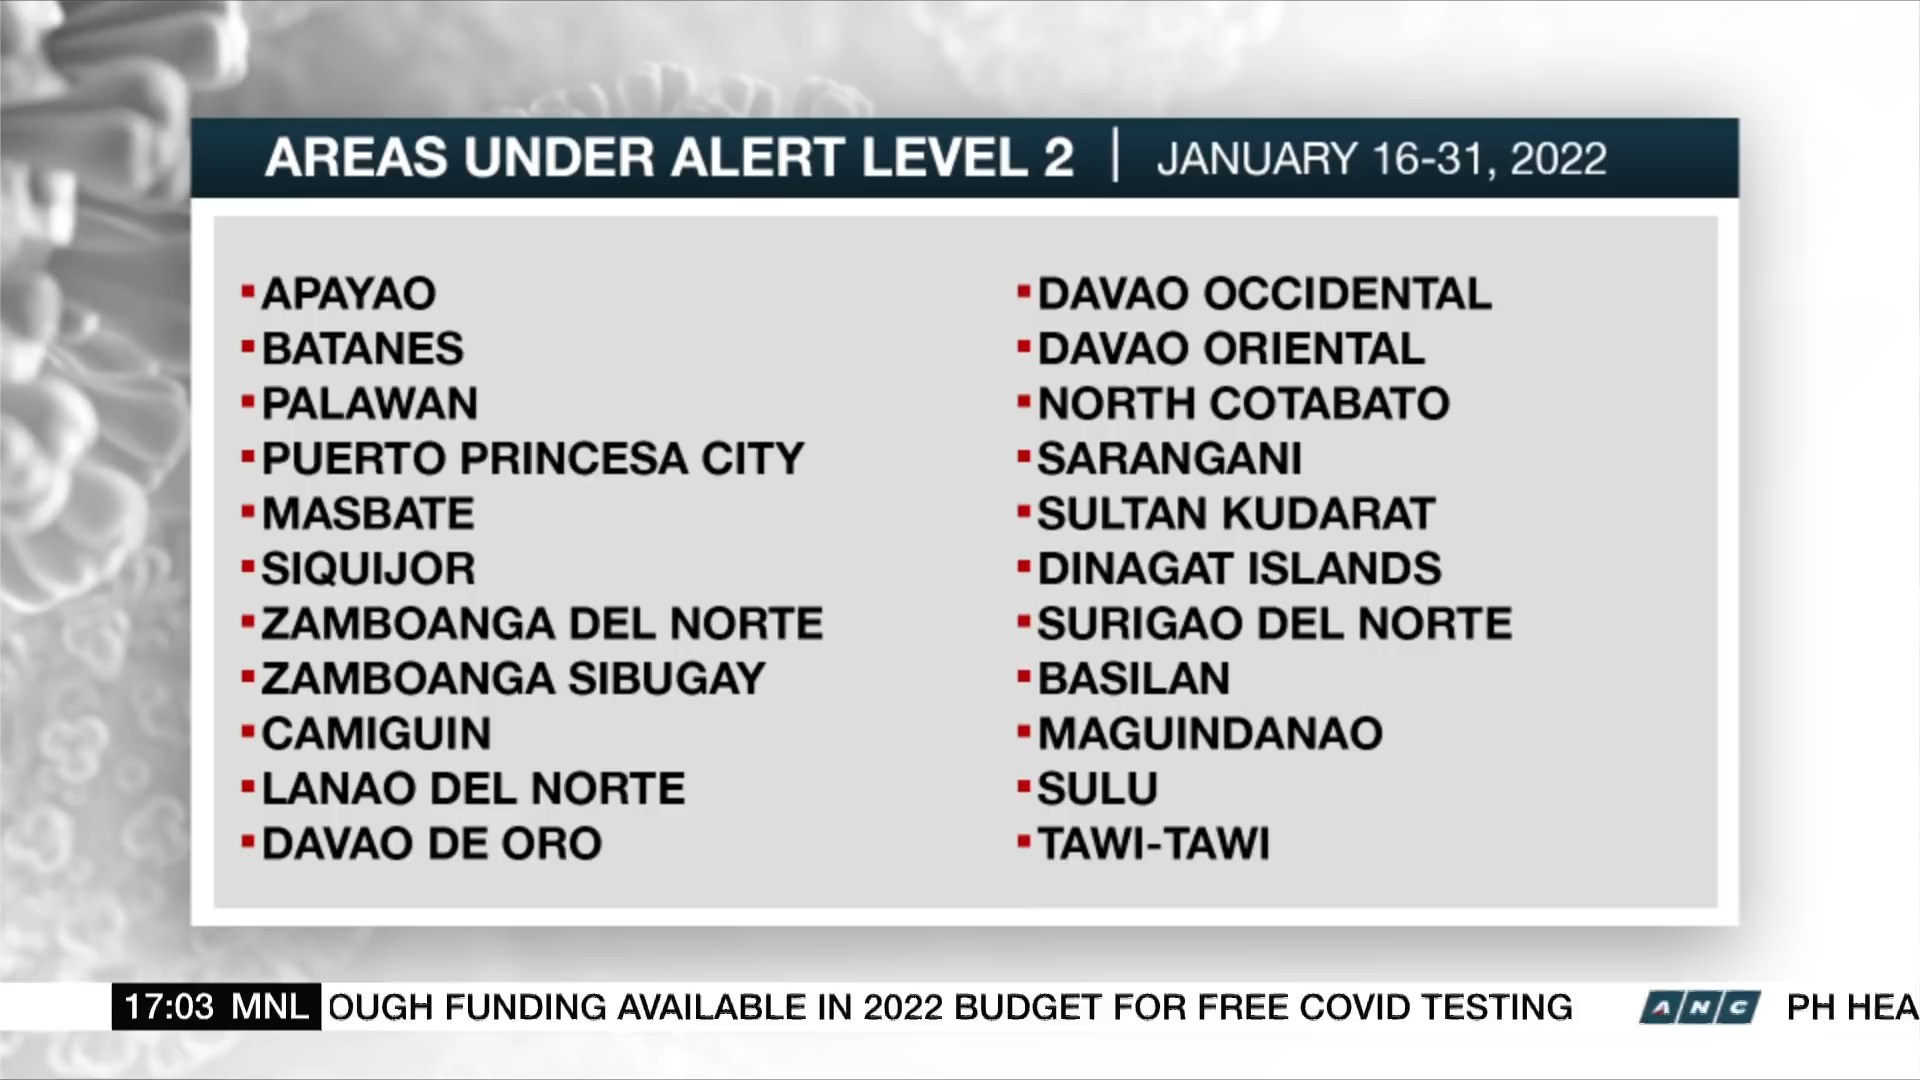 AREAS UNDER ALERT LEVEL 2 | JANUARY 16-31, 2022
APAYAO
BATANES
PALAWAN
PUERTO PRINCESA CITY
MASBATE
SIQUIJOR
ZAMBOANGA DEL NORTE
ZAMBOANGA SIBUGAY
CAMIGUIN
LANAO DEL NORTE
DAVAO DE ORO
DAVAO OCCIDENTAL
DAVAO ORIENTAL
NORTH COTABATO
SARANGANI
SULTAN KUDARAT
DINAGAT ISLANDS
SURIGAO DEL NORTE
BASILAN
MAGUINDANAO
SULU
TAWI-TAWI
17:03 MNL OUGH FUNDING AVAILABLE IN 2022 BUDGET FOR FREE COVID TESTING ANC PH HEA